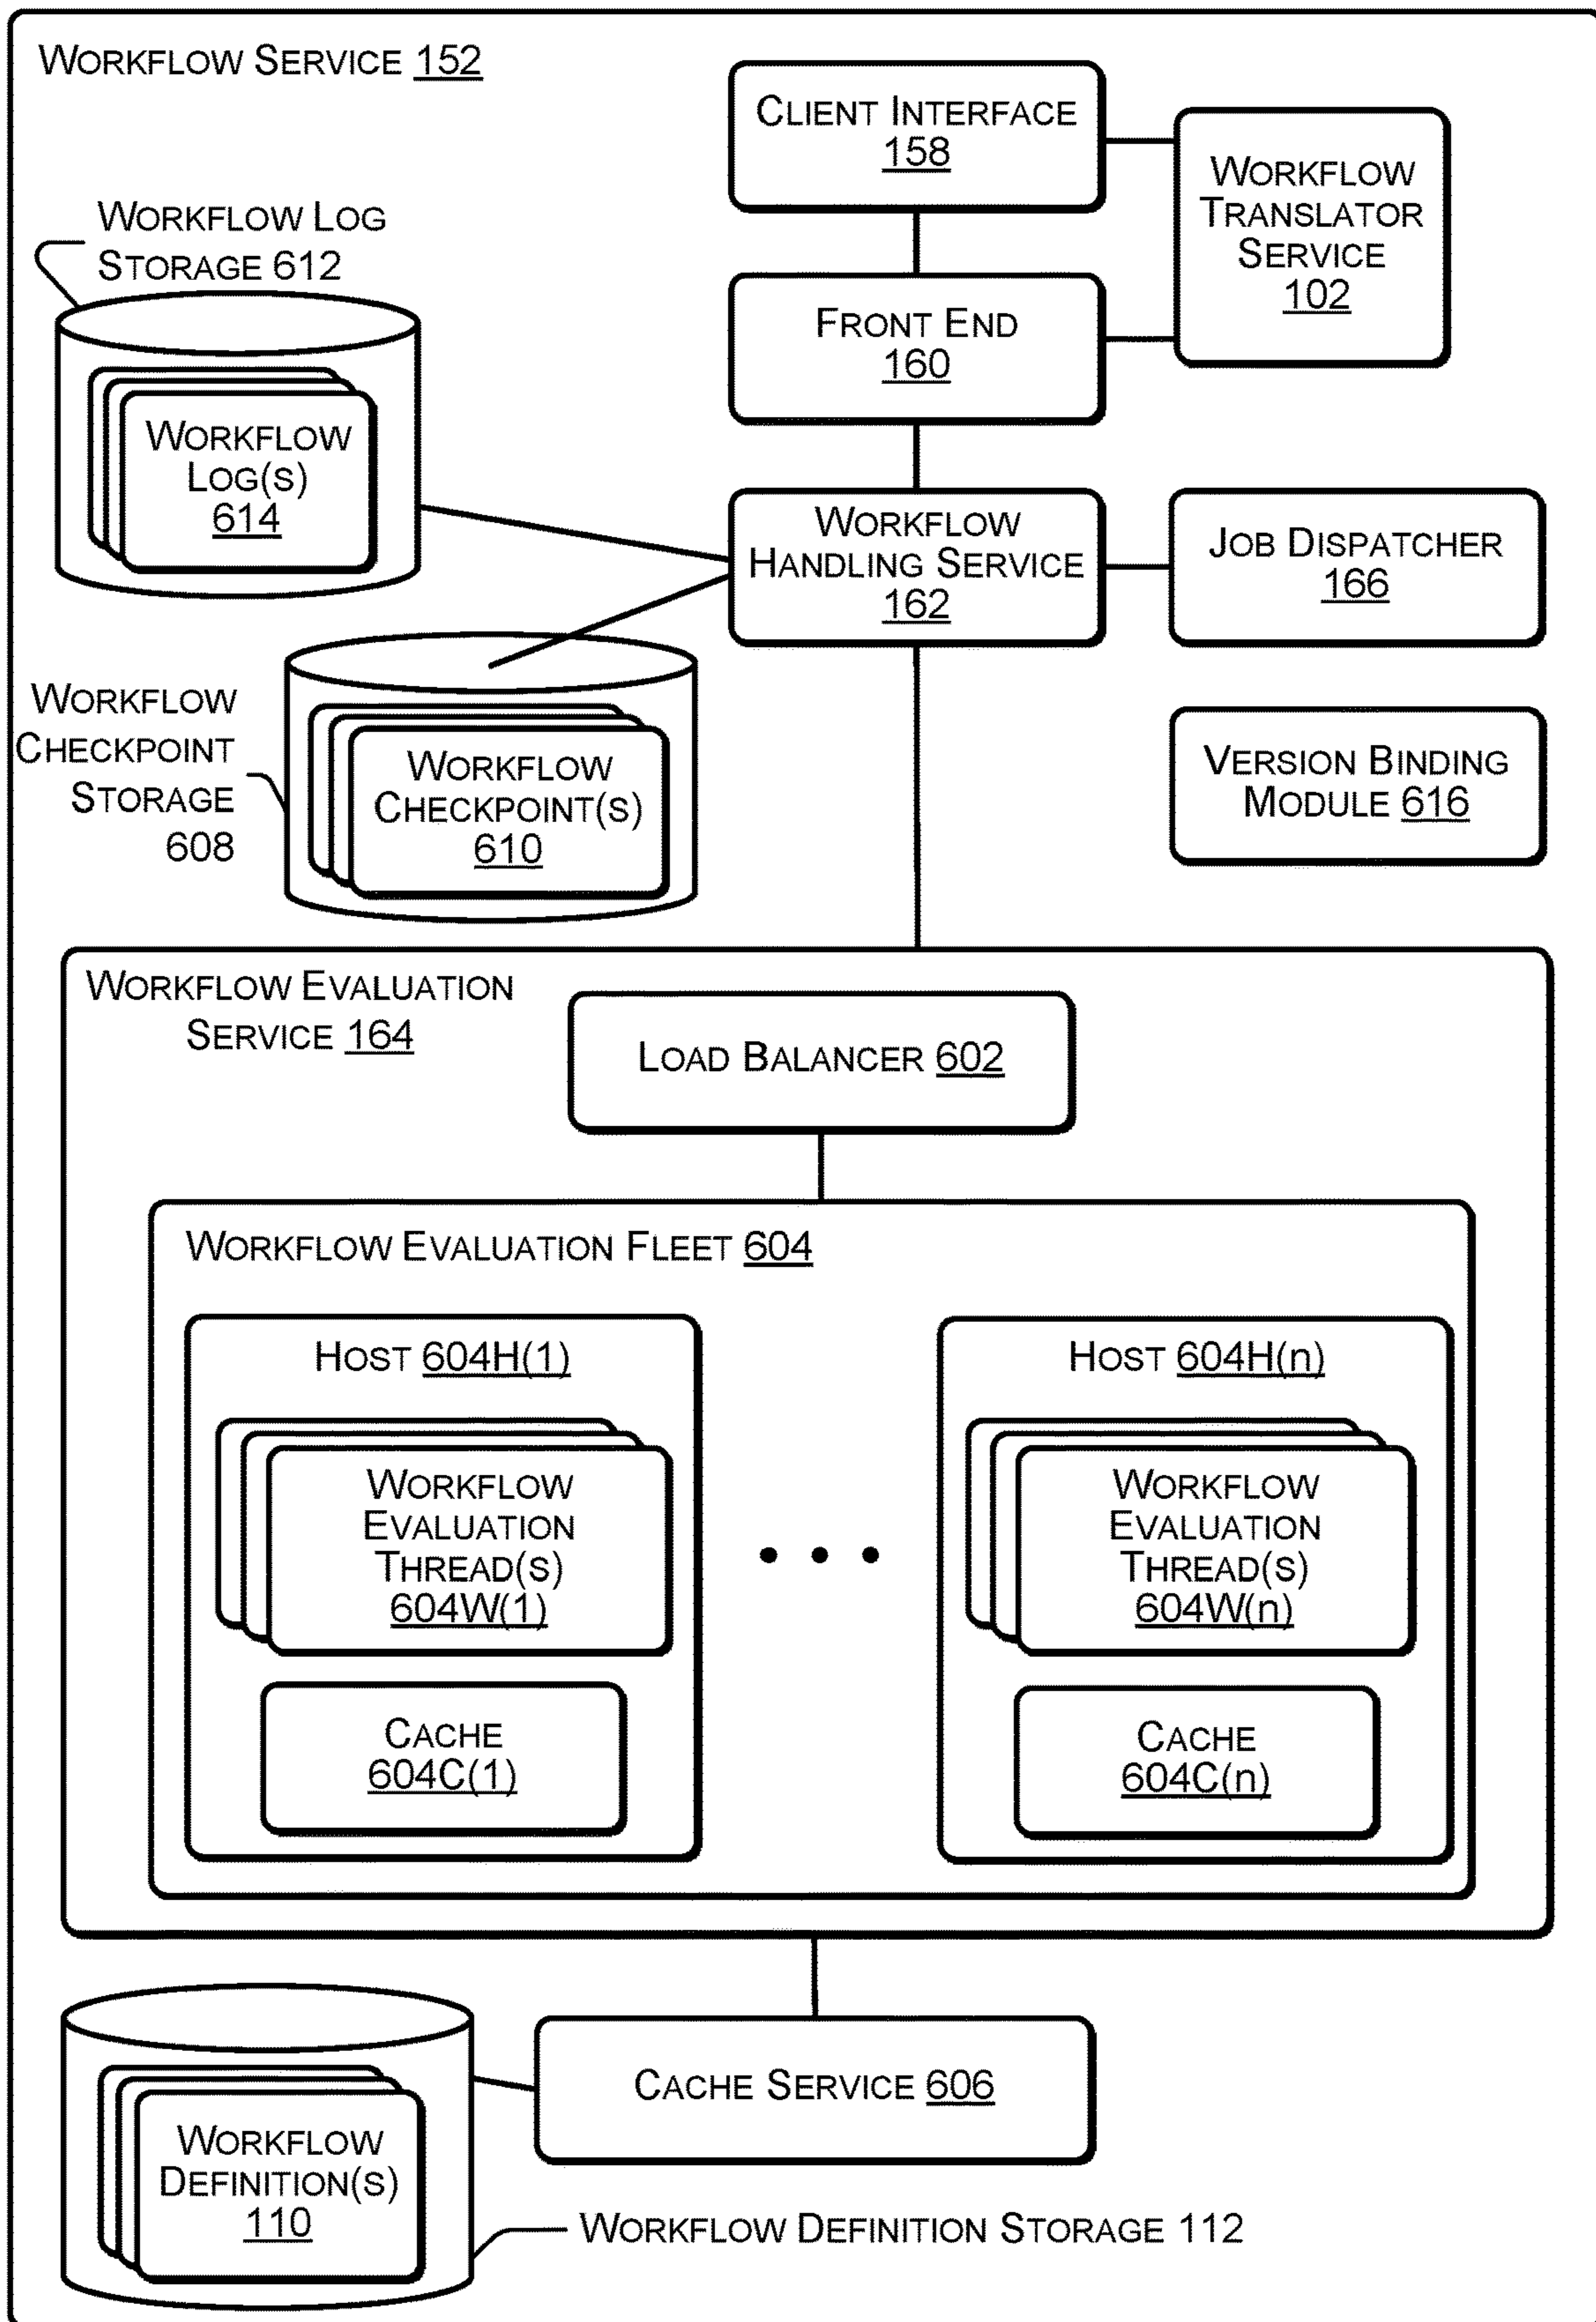 WORKFLOW SERVICE 152
CLIENT INTERFACE
158
WORKFLOW
TRANSLATOR
SERVICE
102
WORKFLOW LOG
STORAGE 612
FRONT END
160
WORKFLOW
LOG(S)
614
WORKFLOW
HANDLING SERVICE
162
JOB DISPATCHER
166
WORKFLOW
CHECKPOINT
STORAGE
608
WORKFLOW
CHECKPOINT(S)
610
VERSION BINDING
MODULE 616
WORKFLOW EVALUATION
SERVICE 164
LOAD BALANCER 602
WORKFLOW EVALUATION FLEET 604
HOST 604H(1)
WORKFLOW
EVALUATION
THREAD(S)
604W(1)
CACHE
604C(1)
HOST 604H(n)
WORKFLOW
EVALUATION
THREAD(S)
604W(n)
CACHE
604C(n)
CACHE SERVICE 606
WORKFLOW
DEFINITION(S)
110
WORKFLOW DEFINITION STORAGE 112